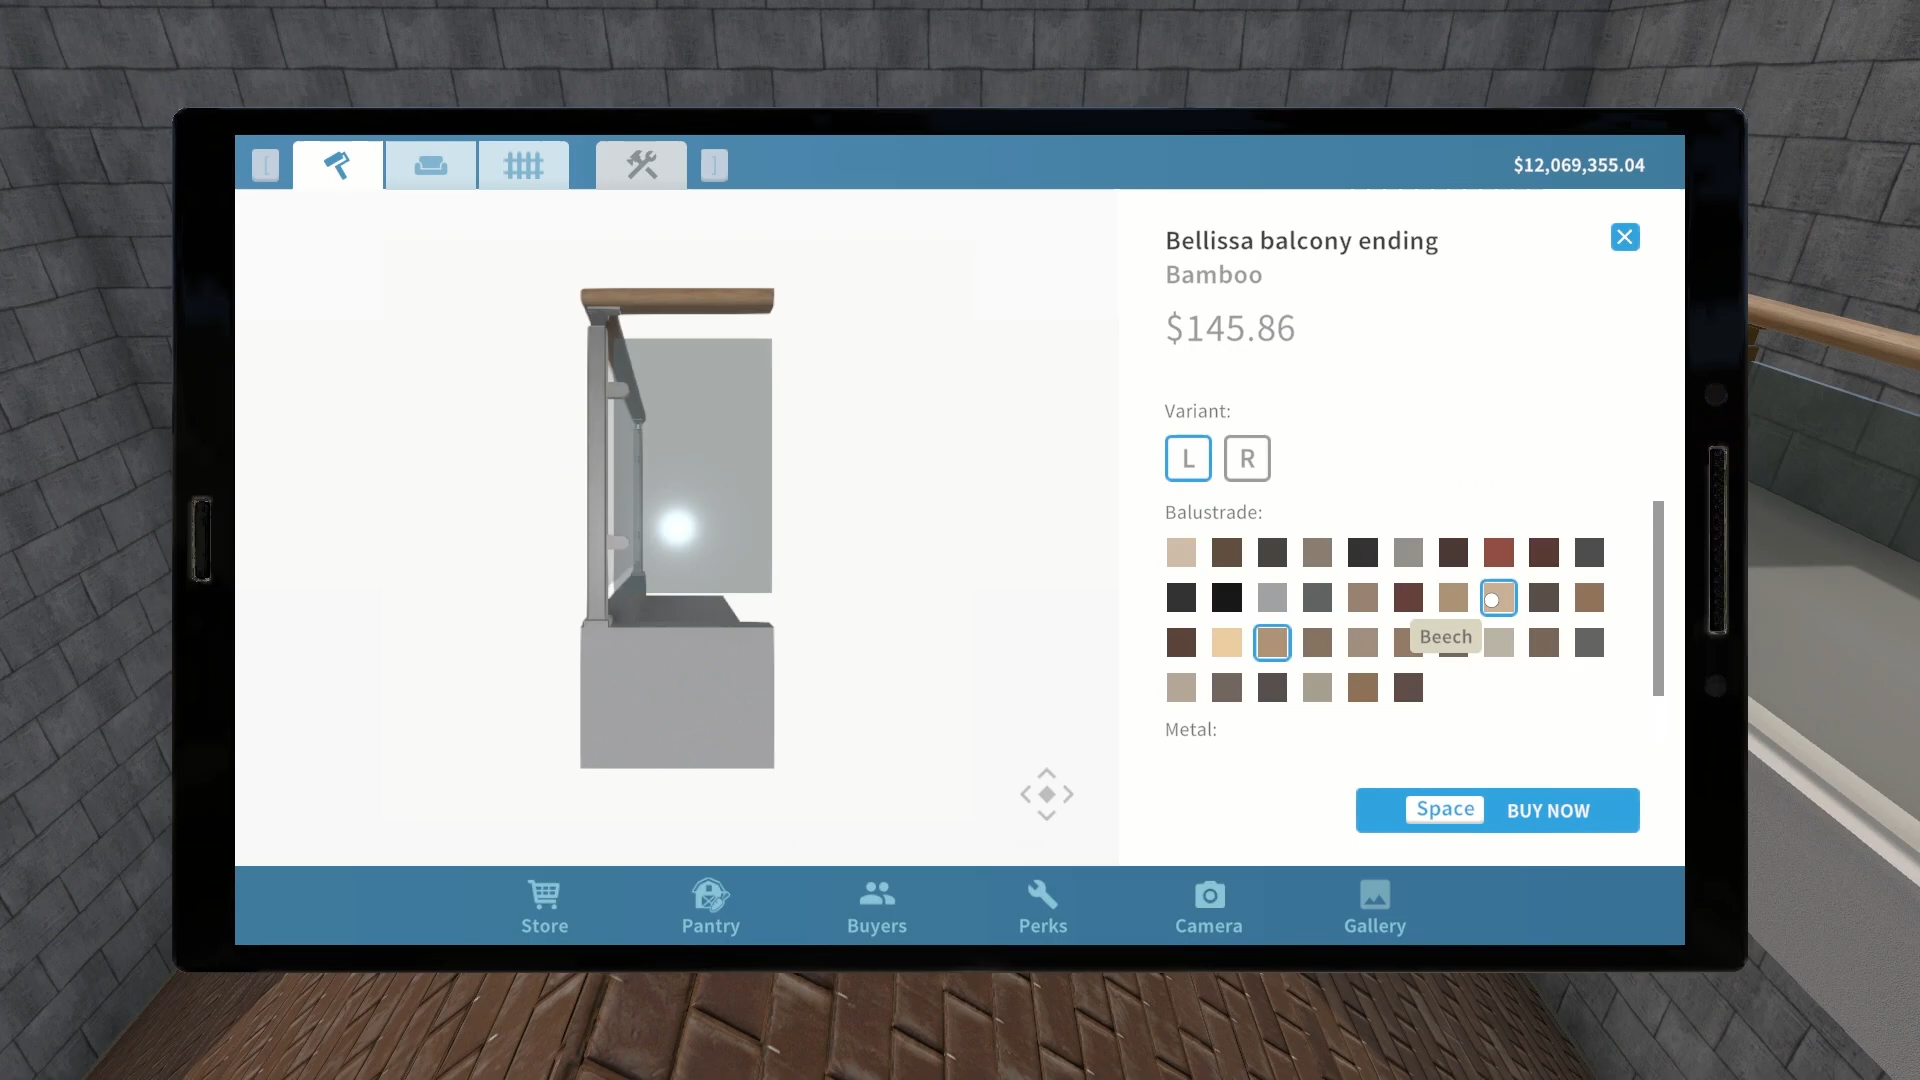 [
]
$12,069,355.04
Bellissa balcony ending
Bamboo
$145.86
Variant:
L
R
Balustrade:
Beech
Metal:
Space
BUY NOW
Store
Pantry
Buyers
Perks
Camera
Gallery